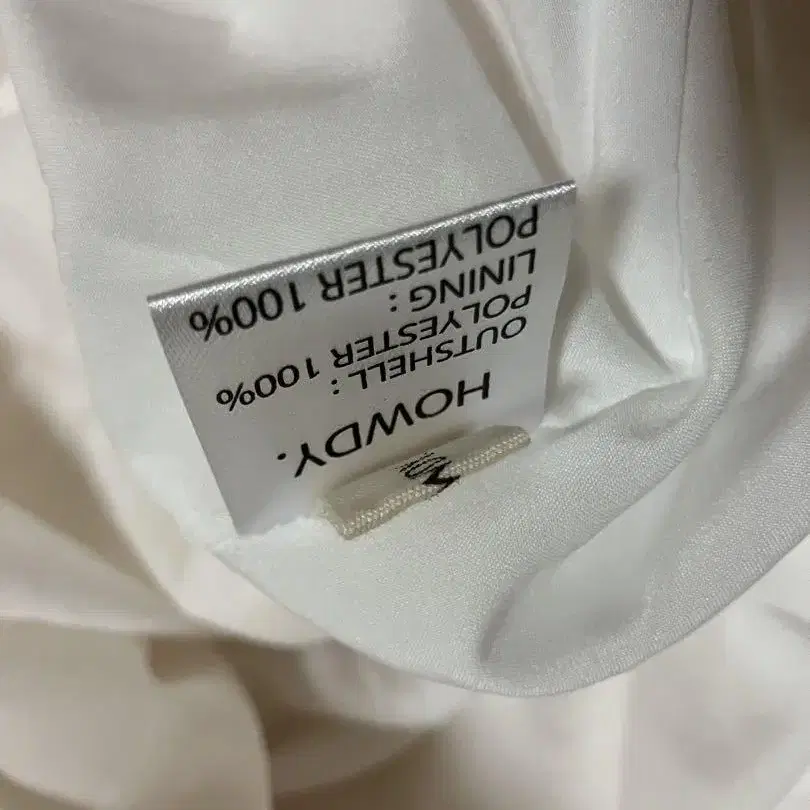 HOWDY.
OUTSHELL :
POLYESTER 100%
LINING :
POLYESTER 100%